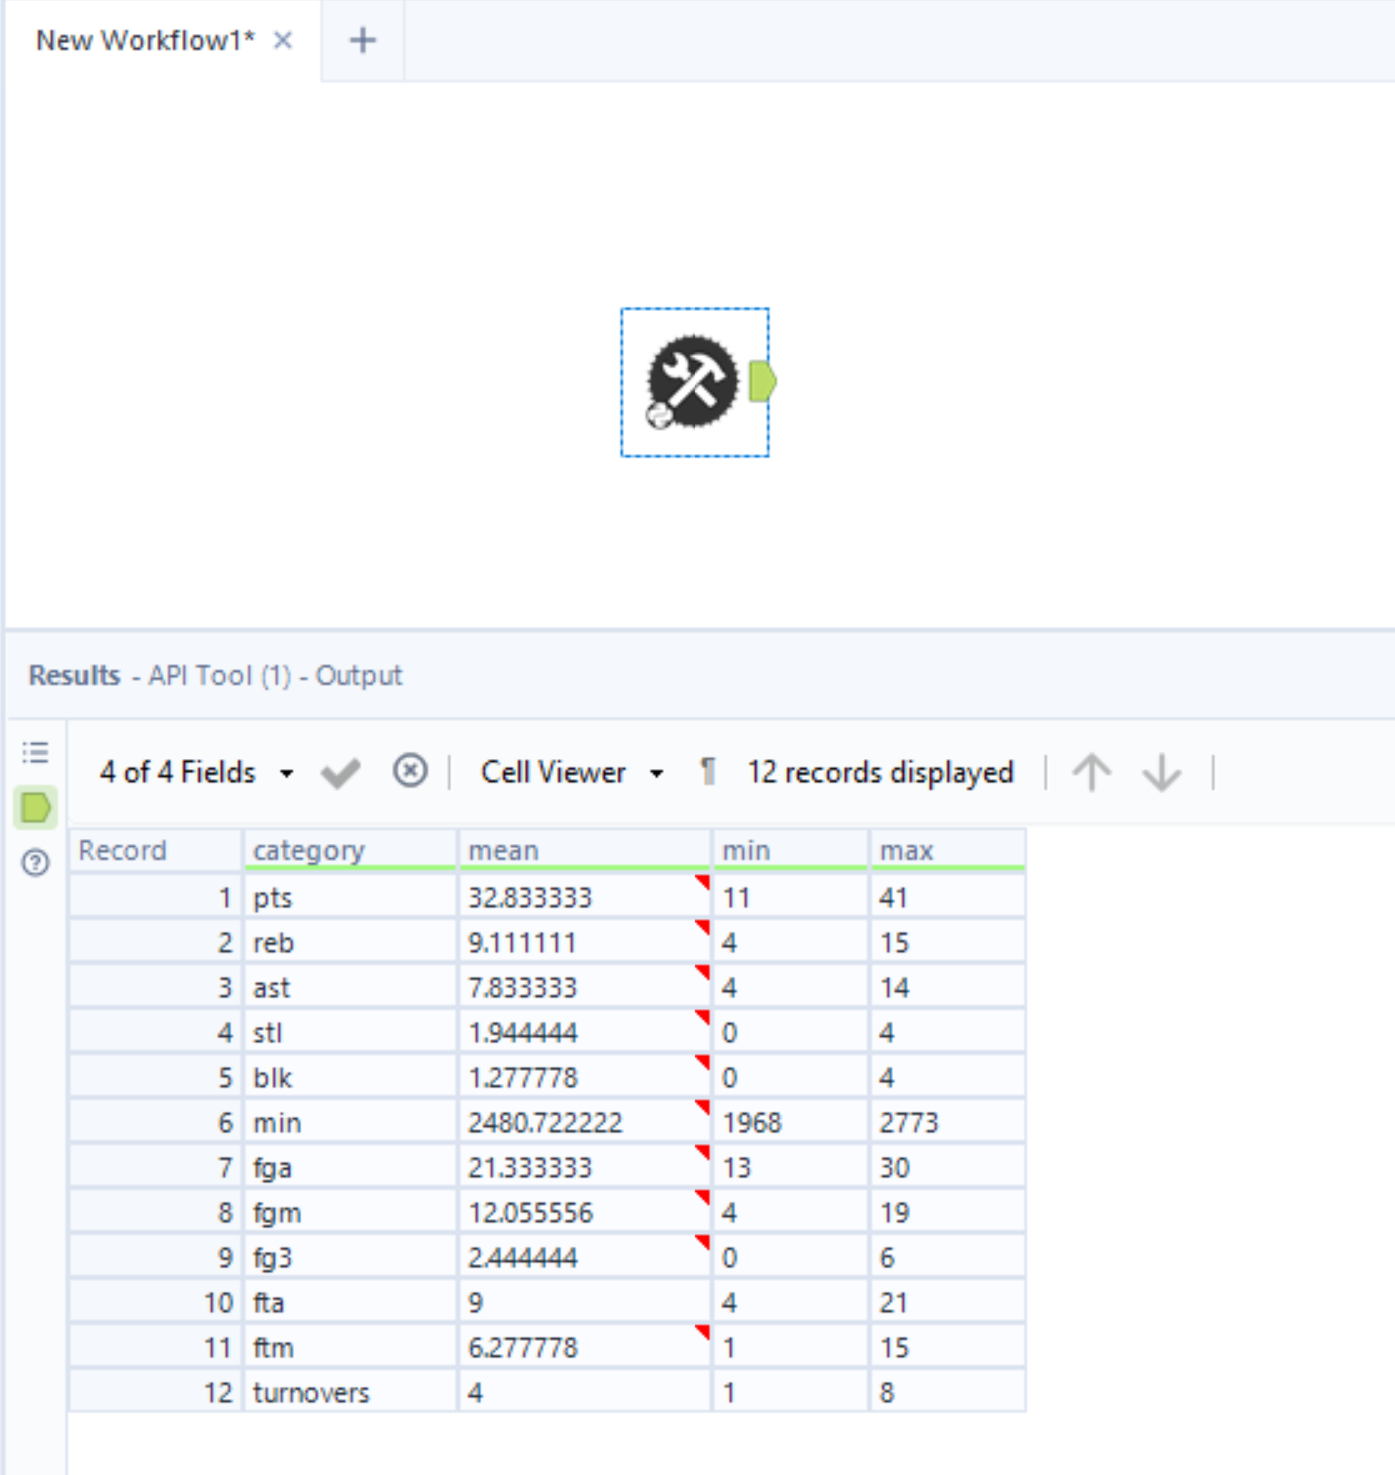 New Workflow1*
Results - API Tool (1) - Output
4 of 4 Fields Cell Viewer ¶ 12 records displayed
Record category mean min max
1 pts 32.833333 11 41
2 reb 9.111111 4 15
3 ast 7.833333 4 14
4 stl 1.944444 0 4
5 blk 1.277778 0 4
6 min 2480.722222 1968 2773
7 fga 21.333333 13 30
8 fgm 12.055556 4 19
9 fg3 2.444444 0 6
10 fta 9 4 21
11 ftm 6.277778 1 15
12 turnovers 4 1 8